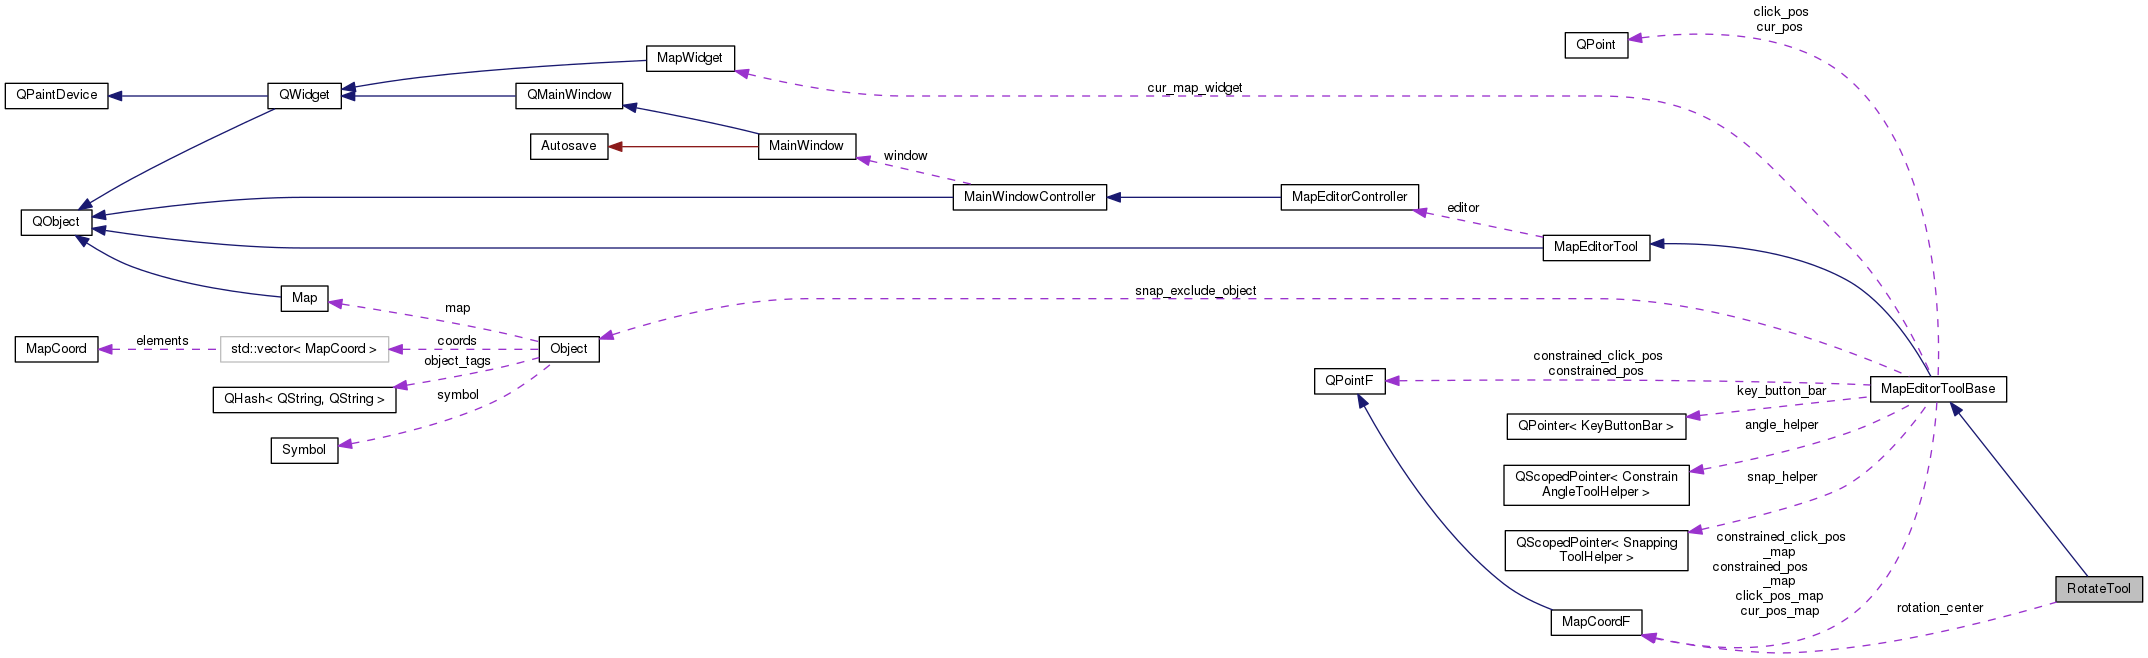 click_pos
cur_pos
QPoint
MapWidget
cur_map_widget
QPaintDevice
QWidget
QMainWindow
Autosave
MainWindow
window
MainWindowController
MapEditorController
editor
QObject
MapEditorTool
Map
map
snap_exclude_object
MapCoord
elements
std::vector< MapCoord >
coords
Object
object_tags
QHash< QString, QString >
symbol
Symbol
constrained_click_pos
constrained_pos
QPointF
MapEditorToolBase
key_button_bar
QPointer< KeyButtonBar >
angle_helper
QScopedPointer< Constrain
AngleToolHelper >
snap_helper
QScopedPointer< Snapping
ToolHelper >
constrained_click_pos
_map
constrained_pos
_map
click_pos_map
cur_pos_map
RotateTool
rotation_center
MapCoordF